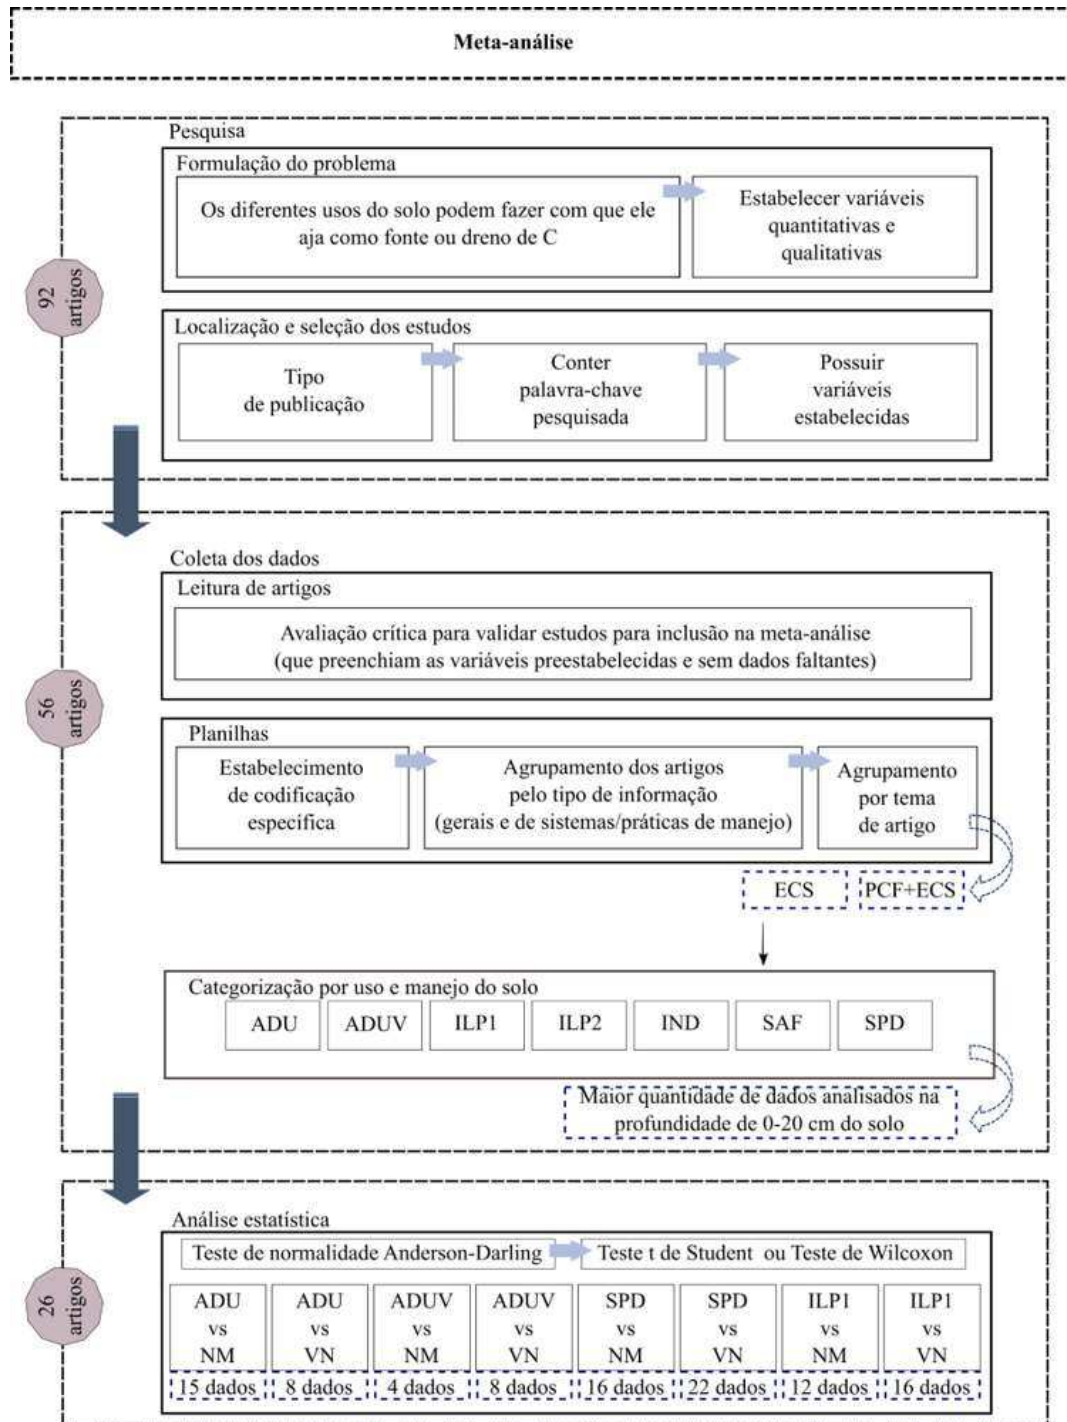 Meta-análise
Pesquisa
Formulação do problema
Os diferentes usos do solo podem fazer com que ele
aja como fonte ou dreno de C
Estabelecer variáveis
quantitativas e
qualitativas
92
artigos
Localização e seleção dos estudos
Tipo
de publicação
Conter
palavra-chave
pesquisada
Possuir
variáveis
estabelecidas
Coleta dos dados
Leitura de artigos
Avaliação crítica para validar estudos para inclusão na meta-análise
(que preenchiam as variáveis preestabelecidas e sem dados faltantes)
56
artigos
Planilhas
Estabelecimento
de codificação
específica
Agrupamento dos artigos
pelo tipo de informação
(gerais e de sistemas/práticas de manejo)
Agrupamento
por tema
de artigo
ECS
PCF+ECS
Categorização por uso e manejo do solo
ADU
ADUV
ILP1
ILP2
IND
SAF
SPD
Maior quantidade de dados analisados na
profundidade de 0-20 cm do solo
Análise estatística
Teste de normalidade Anderson-Darling
Teste t de Student ou Teste de Wilcoxon
26
artigos
ADU
vs
NM
15 dados
ADU
vs
VN
8 dados
ADUV
vs
NM
4 dados
ADUV
vs
VN
8 dados
SPD
vs
NM
16 dados
SPD
vs
VN
22 dados
ILP1
vs
NM
12 dados
ILP1
vs
VN
16 dados